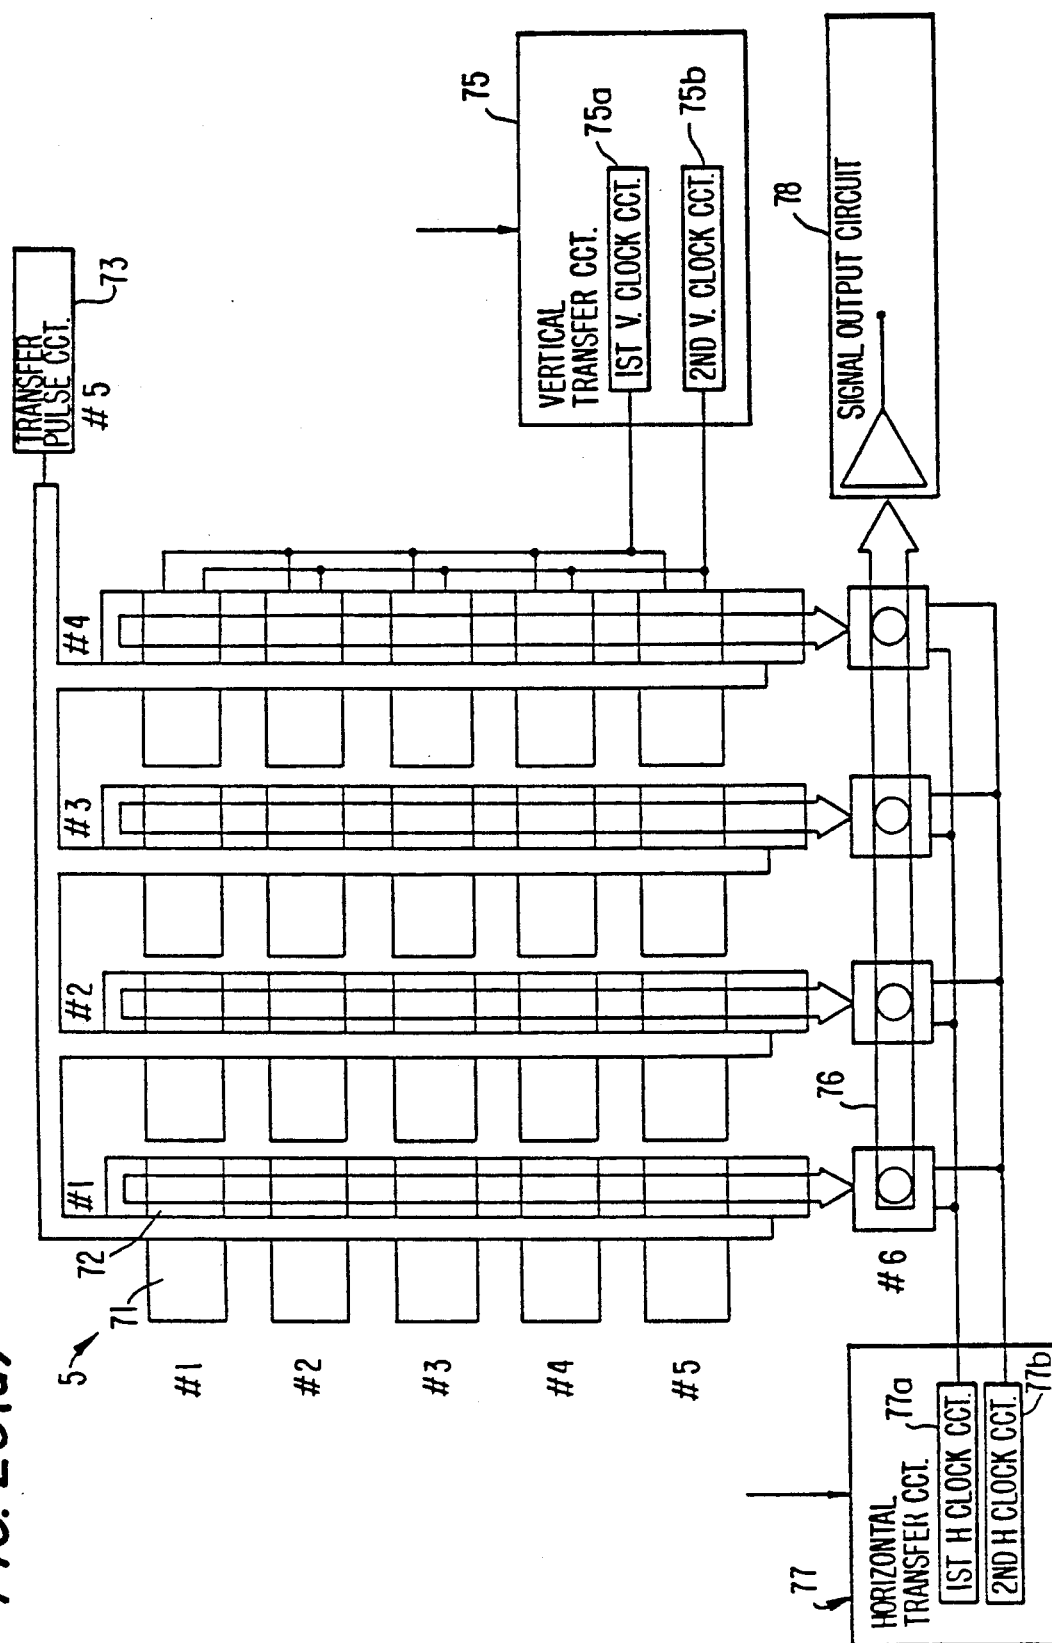 TRANSFER
PULSE CCT.
73
#5
75
VERTICAL
TRANSFER CCT.
75a
1ST V. CLOCK CCT.
75b
2ND V. CLOCK CCT.
78
SIGNAL OUTPUT CIRCUIT
#1
#2
#3
#4
5
71
72
#1
#2
#3
#4
#5
#6
76
77
HORIZONTAL
TRANSFER CCT.
77a
1ST H CLOCK CCT.
2ND H CLOCK CCT.
77b